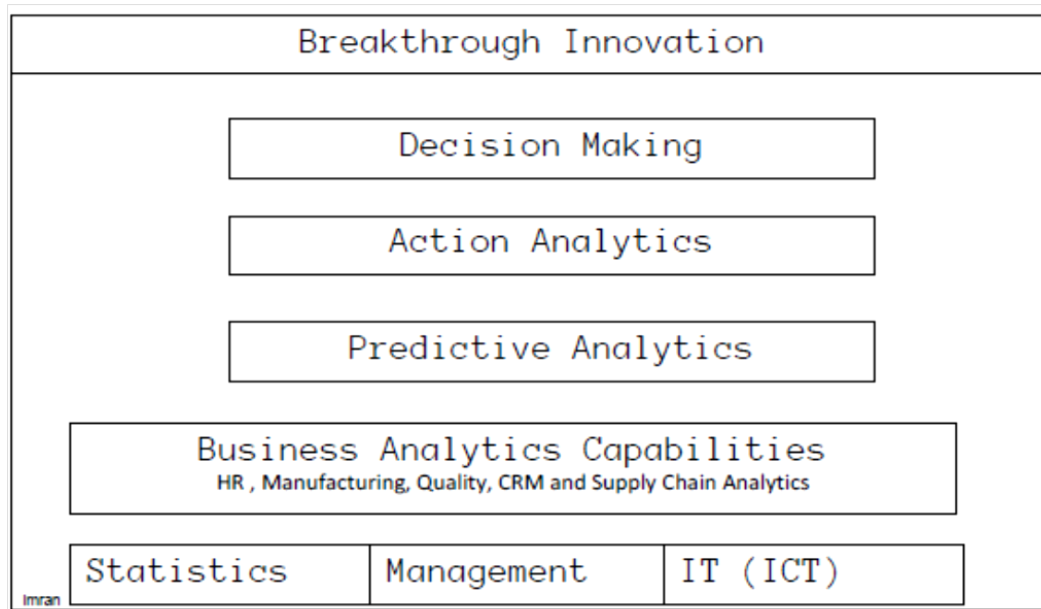 Breakthrough Innovation
Decision Making
Action Analytics
Predictive Analytics
Business Analytics Capabilities
HR , Manufacturing, Quality, CRM and Supply Chain Analytics
Statistics Management IT (ICT)
Imran